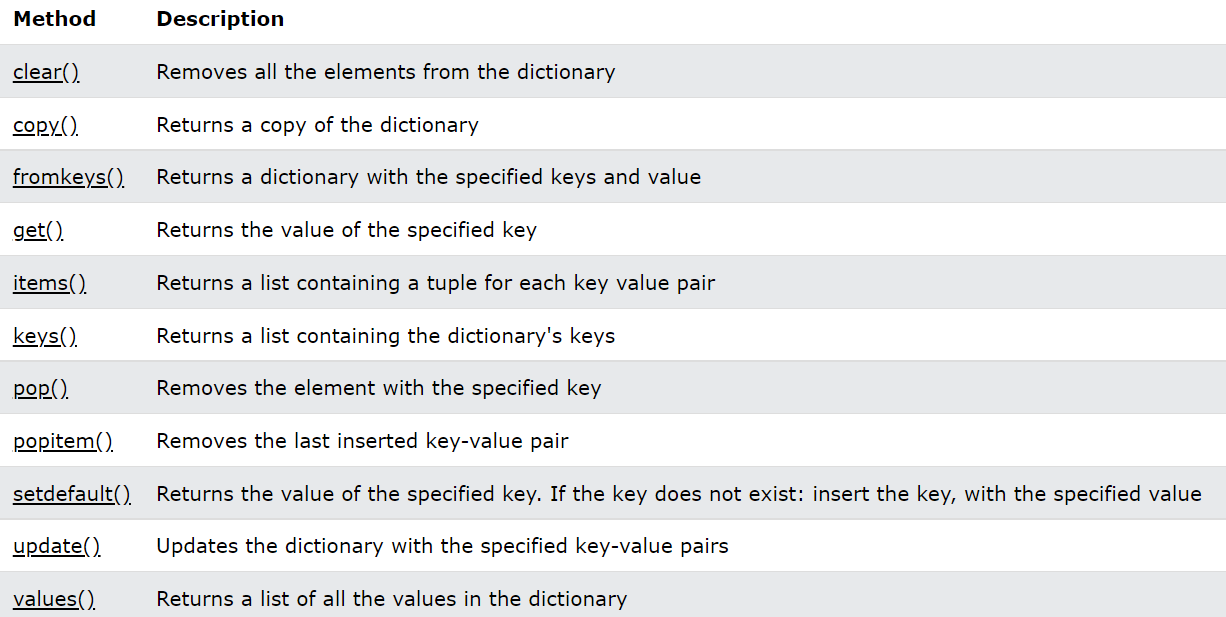 Method Description
clear() Removes all the elements from the dictionary
copy() Returns a copy of the dictionary
fromkeys() Returns a dictionary with the specified keys and value
get() Returns the value of the specified key
items() Returns a list containing a tuple for each key value pair
keys() Returns a list containing the dictionary's keys
pop() Removes the element with the specified key
popitem() Removes the last inserted key-value pair
setdefault() Returns the value of the specified key. If the key does not exist: insert the key, with the specified value
update() Updates the dictionary with the specified key-value pairs
values() Returns a list of all the values in the dictionary